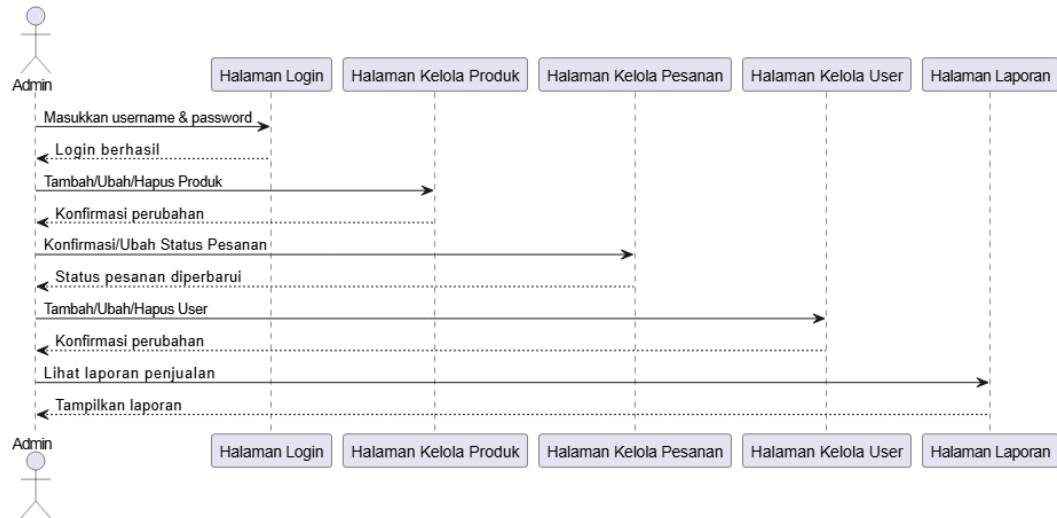 Admin
Halaman Login
Halaman Kelola Produk
Halaman Kelola Pesanan
Halaman Kelola User
Halaman Laporan
Masukkan username & password
Login berhasil
Tambah/Ubah/Hapus Produk
Konfirmasi perubahan
Konfirmasi/Ubah Status Pesanan
Status pesanan diperbarui
Tambah/Ubah/Hapus User
Konfirmasi perubahan
Lihat laporan penjualan
Tampilkan laporan
Admin
Halaman Login
Halaman Kelola Produk
Halaman Kelola Pesanan
Halaman Kelola User
Halaman Laporan